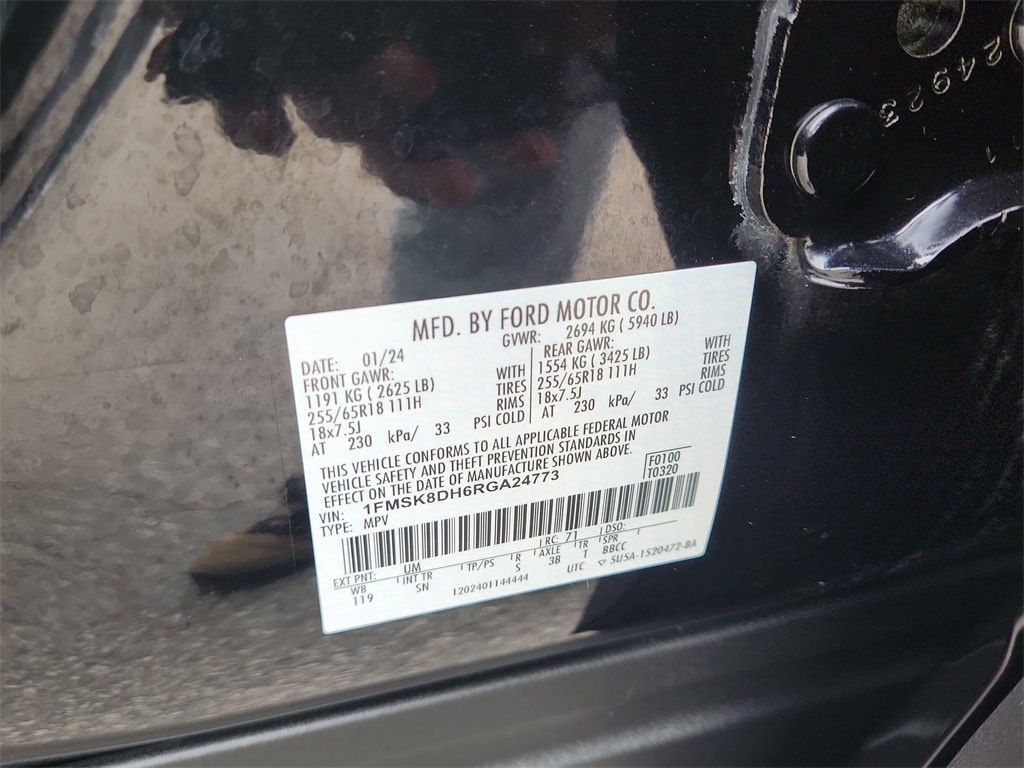 MFD. BY FORD MOTOR CO.
DATE: 01/24 GVWR: 2694 KG ( 5940 LB)
FRONT GAWR: REAR GAWR:
1191 KG ( 2625 LB) WITH 1554 KG ( 3425 LB) WITH
255/65R18 111H TIRES 255/65R18 111H TIRES
18x7.5J RIMS 18x7.5J RIMS
AT 230 kPa/ 33 PSI COLD AT 230 kPa/ 33 PSI COLD
THIS VEHICLE CONFORMS TO ALL APPLICABLE FEDERAL MOTOR
VEHICLE SAFETY AND THEFT PREVENTION STANDARDS IN
EFFECT ON THE DATE OF MANUFACTURE SHOWN ABOVE.
VIN: 1FMSK8DH6RGA24773 F0100
TYPE: MPV T0320
EXT PNT: UM RC: 71 DSO:
WB INT TR TP/PS R AXLE TR SPR
119 SN S 3B T BBCC
1202401144444 UTC ▽ 5U5A-1520472-BA
24923
11